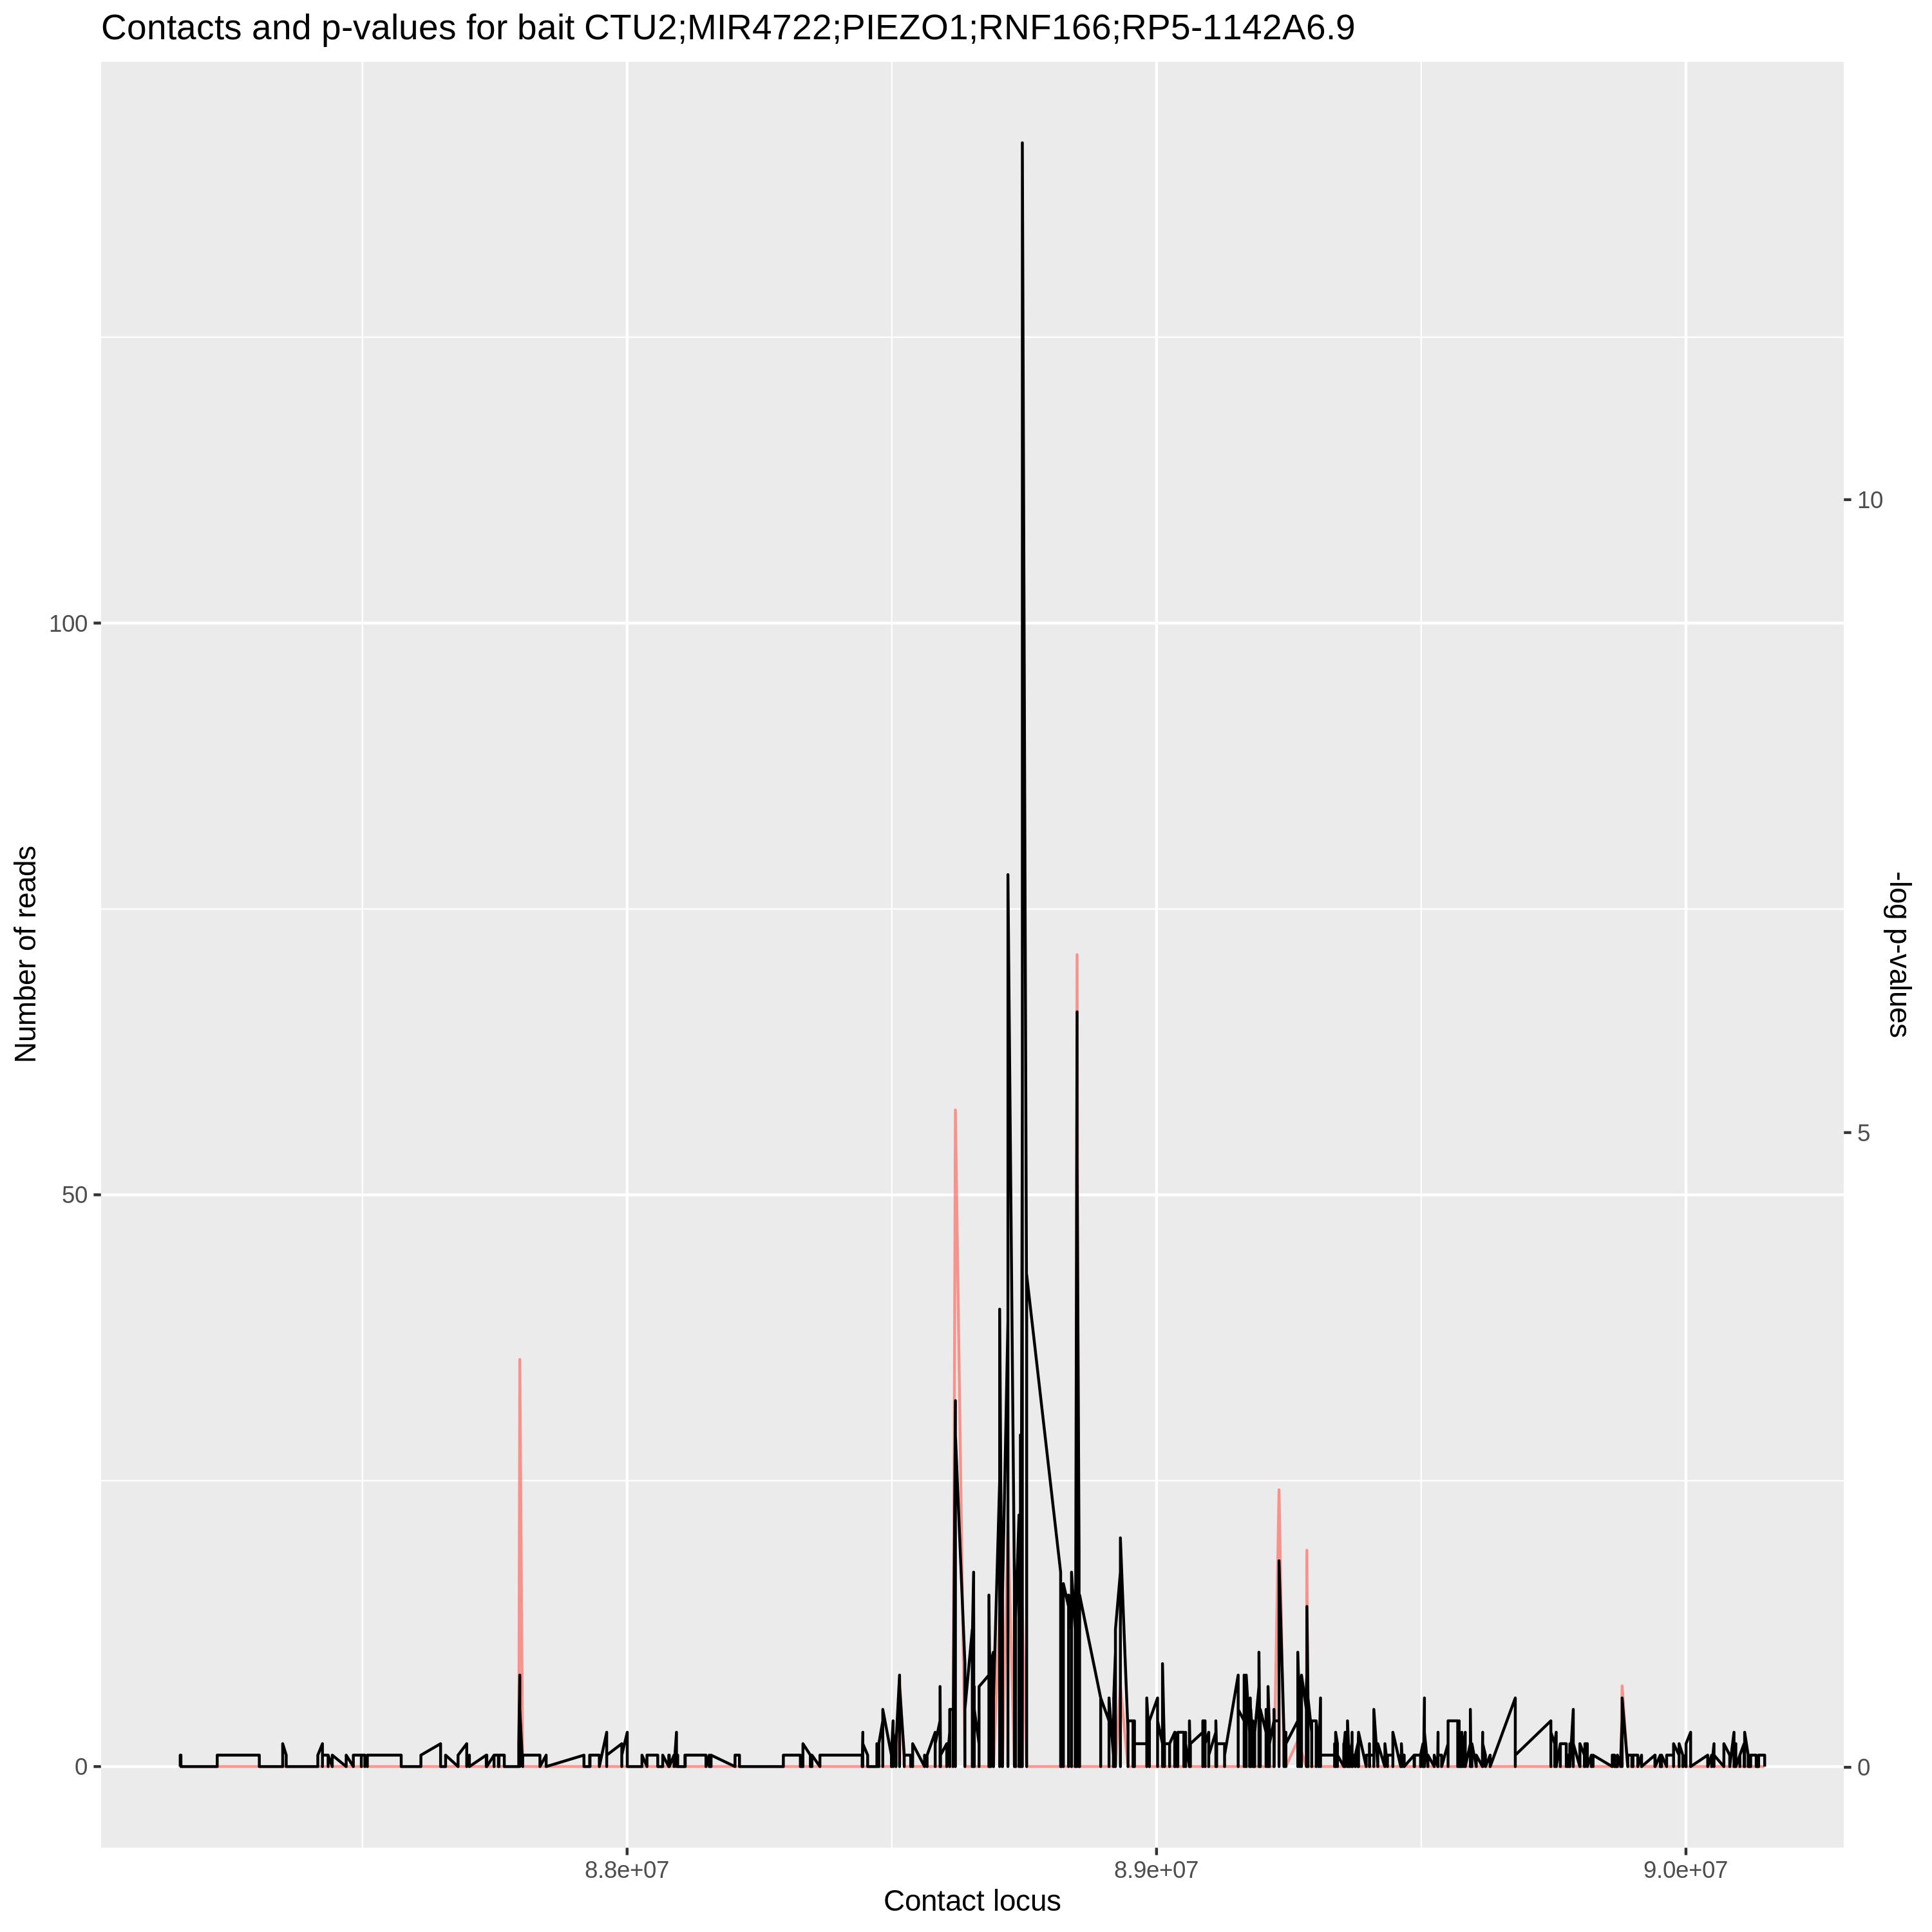 Contacts and p-values for bait CTU2;MIR4722;PIEZO1;RNF166;RP5-1142A6.9
Number of reads
100
50
0
10
5
0
-log p-values
8.8e+07
8.9e+07
9.0e+07
Contact locus